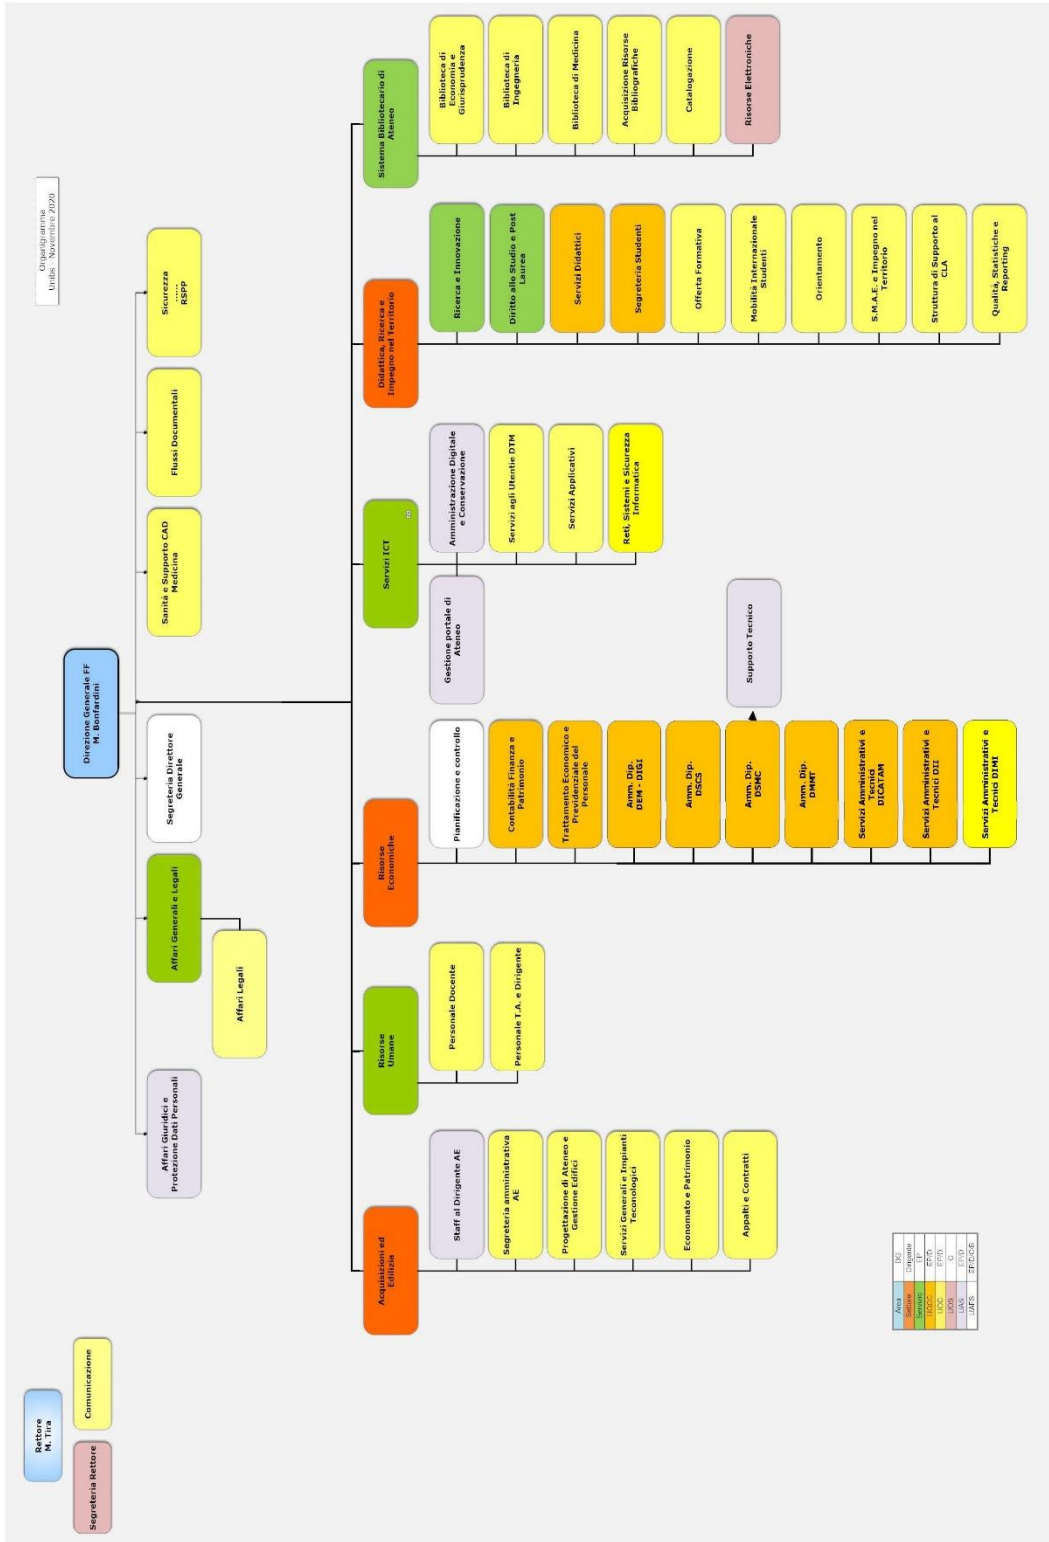 Rettore
M. Tira
Segreteria Rettore
Comunicazione
Organigramma
Unibs - Novembre 2020
Direzione Generale FF
M. Bonfardini
Affari Giuridici e
Protezione Dati Personali
Affari Generali e Legali
Affari Legali
Segreteria Direttore
Generale
Sanità e Supporto CAD
Medicina
Flussi Documentali
Sicurezza
------
RSPP
Acquisizioni ed
Edilizia
Staff al Dirigente AE
Segreteria amministrativa
AE
Progettazione di Ateneo e
Gestione Edifici
Servizi Generali e Impianti
Teconologici
Economato e Patrimonio
Appalti e Contratti
Risorse
Umane
Personale Docente
Personale T.A. e Dirigente
Risorse
Economiche
Pianificazione e controllo
Contabilità Finanza e
Patrimonio
Trattamento Economico e
Previdenziale del
Personale
Amm. Dip.
DEM - DIGI
Amm. Dip.
DSCS
Amm. Dip.
DSMC
Amm. Dip.
DMMT
Servizi Amministrativi e
Tecnici
DICATAM
Servizi Amministrativi e
Tecnici DII
Servizi Amministrativi e
Tecnici DIMI
Supporto Tecnico
Servizi ICT
Gestione portale di
Ateneo
Amministrazione Digitale
e Conservazione
Servizi agli Utentie DTM
Servizi Applicativi
Reti, Sistemi e Sicurezza
Informatica
Didattica, Ricerca e
Impegno nel Territorio
Ricerca e Innovazione
Diritto allo Studio e Post
Laurea
Servizi Didattici
Segreteria Studenti
Offerta Formativa
Mobilità Internazionale
Studenti
Orientamento
S.M.A.E. e Impegno nel
Territorio
Struttura di Supporto al
CLA
Qualità, Statistiche e
Reporting
Sistema Bibliotecario di
Ateneo
Biblioteca di
Economia e
Giurisprudenza
Biblioteca di
Ingegneria
Biblioteca di Medicina
Acquisizione Risorse
Bibliografiche
Catalogazione
Risorse Elettroniche
Area DG
Settore Dirigente
Servizio EP
UOCC EP/D
UOC EP/D
UOS C
UAS EP/D